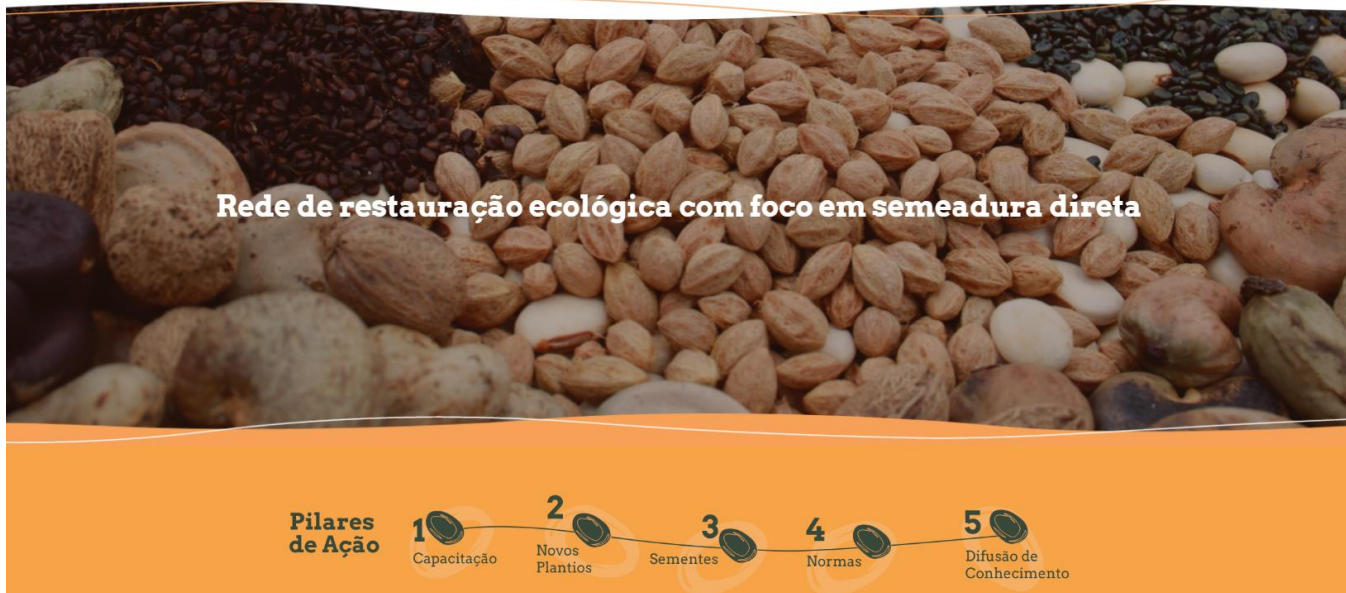 Rede de restauração ecológica com foco em semeadura direta
Pilares
de Ação
1
Capacitação
2
Novos
Plantios
3
Sementes
4
Normas
5
Difusão de
Conhecimento